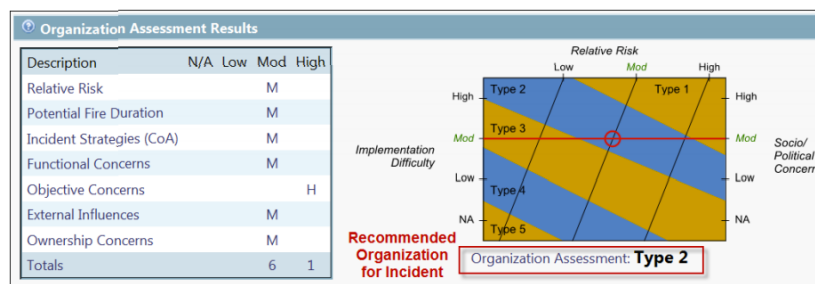 Organization Assessment Results
Description N/A Low Mod High
Relative Risk M
Potential Fire Duration M
Incident Strategies (CoA) M
Functional Concerns M
Objective Concerns H
External Influences M
Ownership Concerns M
Totals 6 1
Relative Risk
Low Mod High
Type 2 Type 1
High High
Type 3
Mod Mod
Implementation
Difficulty
Socio/
Political
Concern
Low Low
Type 4
NA NA
Type 5
Recommended
Organization
for Incident
Organization Assessment: Type 2